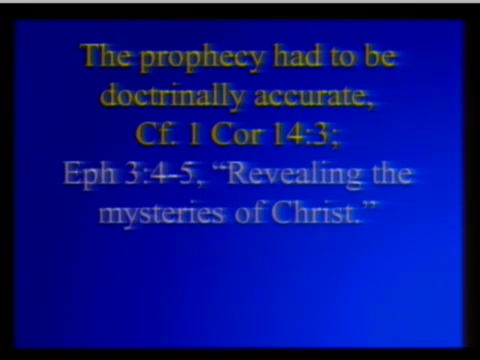 The prophecy had to be
doctrinally accurate,
Cf. 1 Cor 14:3;
Eph 3:4-5, “Revealing the
mysteries of Christ.”